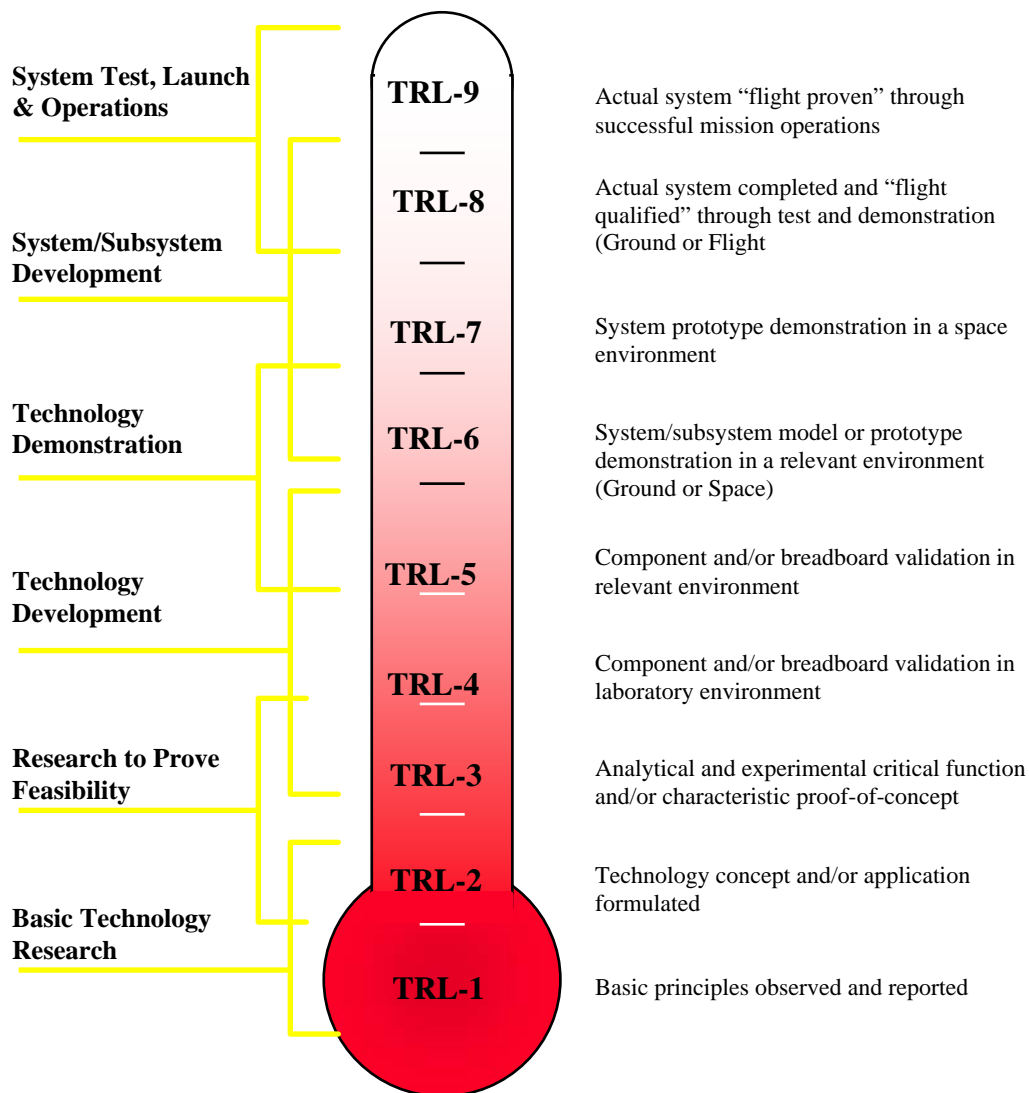 System Test, Launch
& Operations
System/Subsystem
Development
Technology
Demonstration
Technology
Development
Research to Prove
Feasibility
Basic Technology
Research
TRL-9
TRL-8
TRL-7
TRL-6
TRL-5
TRL-4
TRL-3
TRL-2
TRL-1
Actual system “flight proven” through
successful mission operations
Actual system completed and “flight
qualified” through test and demonstration
(Ground or Flight
System prototype demonstration in a space
environment
System/subsystem model or prototype
demonstration in a relevant environment
(Ground or Space)
Component and/or breadboard validation in
relevant environment
Component and/or breadboard validation in
laboratory environment
Analytical and experimental critical function
and/or characteristic proof-of-concept
Technology concept and/or application
formulated
Basic principles observed and reported